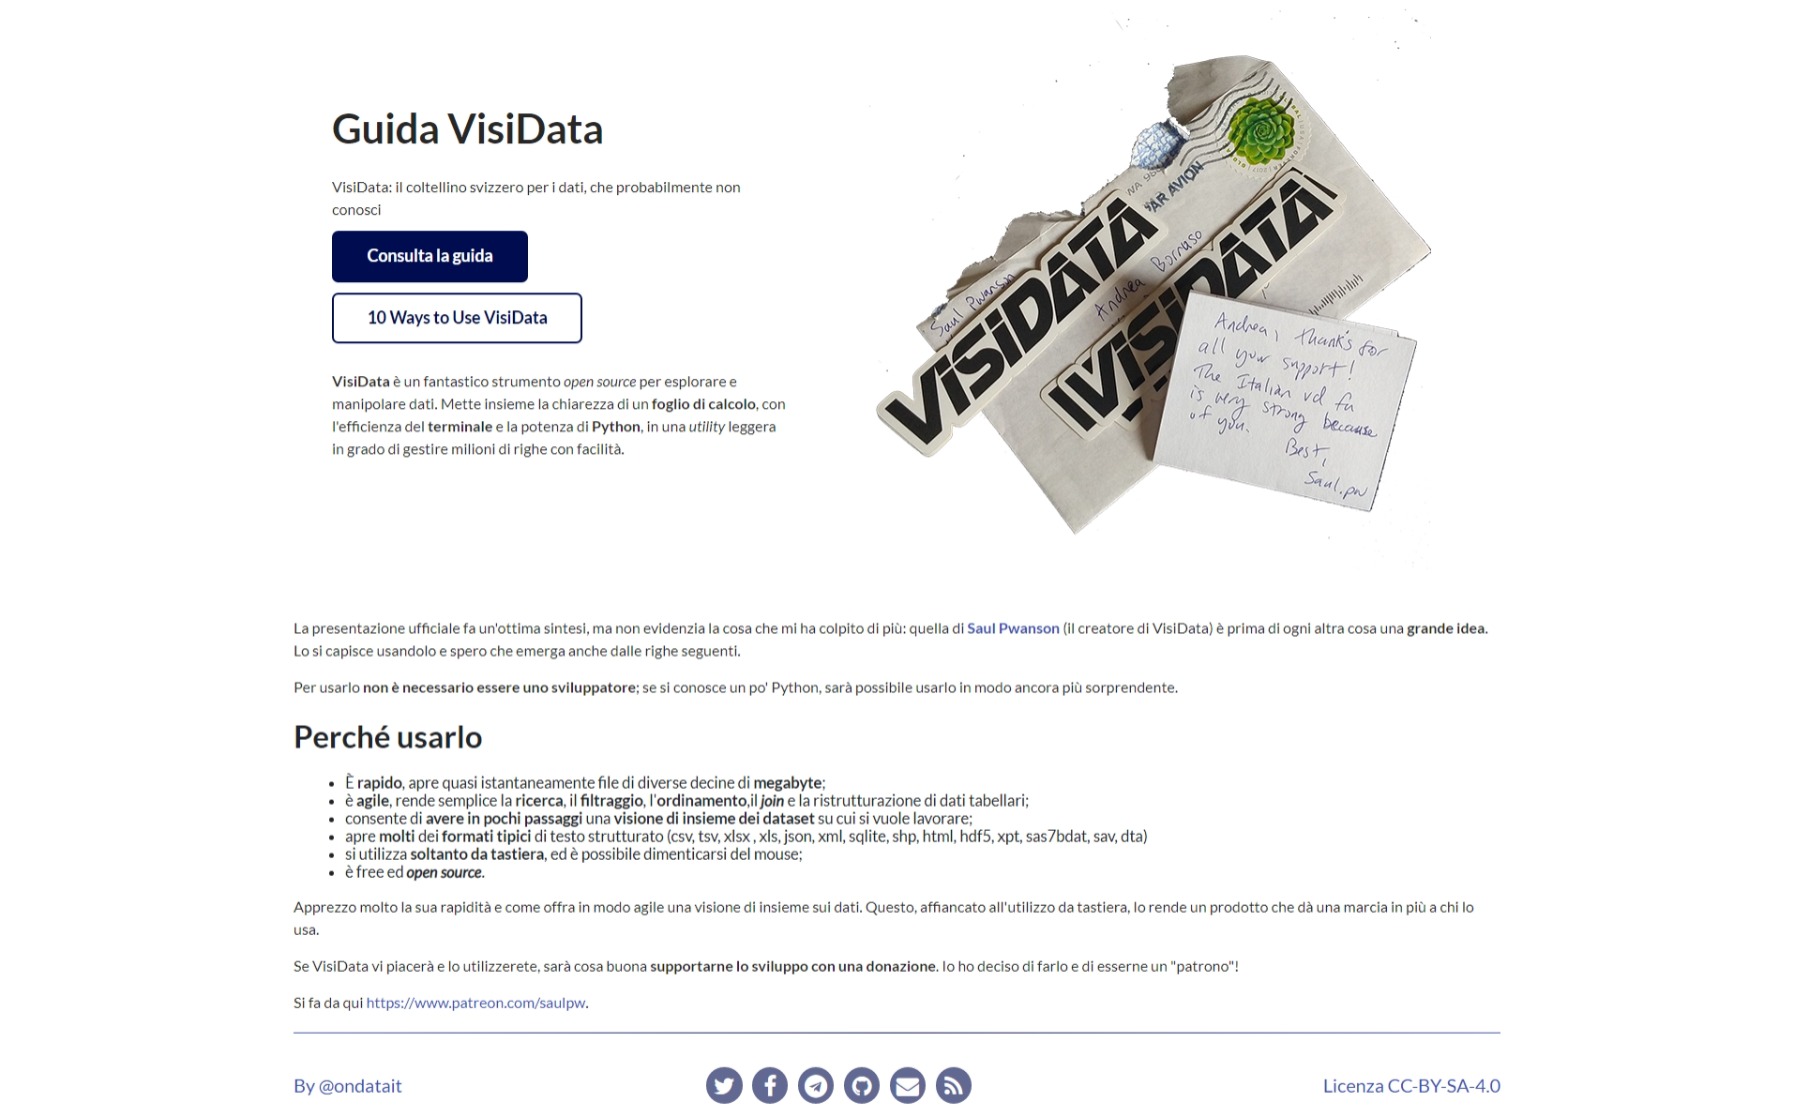 Guida VisiData
VisiData: il coltellino svizzero per i dati, che probabilmente non
conosci
Consulta la guida
10 Ways to Use VisiData
VisiData è un fantastico strumento open source per esplorare e
manipolare dati. Mette insieme la chiarezza di un foglio di calcolo, con
l'efficienza del terminale e la potenza di Python, in una utility leggera
in grado di gestire milioni di righe con facilità.
PAR AVION
Saul Pwanson
Andrea Borruso
VISIDATA
VISIDATA
Andrea, thanks for
all your support!
The Italian vd fu
is very strong because
of you.
Best,
Saul.pw
La presentazione ufficiale fa un'ottima sintesi, ma non evidenzia la cosa che mi ha colpito di più: quella di Saul Pwanson (il creatore di VisiData) è prima di ogni altra cosa una grande idea.
Lo si capisce usandolo e spero che emerga anche dalle righe seguenti.
Per usarlo non è necessario essere uno sviluppatore; se si conosce un po' Python, sarà possibile usarlo in modo ancora più sorprendente.
Perché usarlo
• È rapido, apre quasi istantaneamente file di diverse decine di megabyte;
• è agile, rende semplice la ricerca, il filtraggio, l'ordinamento,il join e la ristrutturazione di dati tabellari;
• consente di avere in pochi passaggi una visione di insieme dei dataset su cui si vuole lavorare;
• apre molti dei formati tipici di testo strutturato (csv, tsv, xlsx , xls, json, xml, sqlite, shp, html, hdf5, xpt, sas7bdat, sav, dta)
• si utilizza soltanto da tastiera, ed è possibile dimenticarsi del mouse;
• è free ed open source.
Apprezzo molto la sua rapidità e come offra in modo agile una visione di insieme sui dati. Questo, affiancato all'utilizzo da tastiera, lo rende un prodotto che dà una marcia in più a chi lo
usa.
Se VisiData vi piacerà e lo utilizzerete, sarà cosa buona supportarne lo sviluppo con una donazione. Io ho deciso di farlo e di esserne un "patrono"!
Si fa da qui https://www.patreon.com/saulpw.
By @ondatait
Licenza CC-BY-SA-4.0